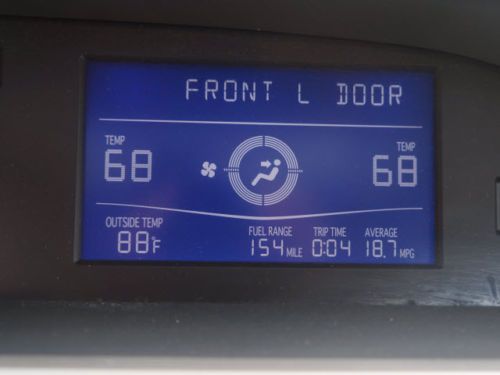 FRONT L DOOR
TEMP TEMP
68 68
OUTSIDE TEMP FUEL RANGE TRIP TIME AVERAGE
88°F 154 MILE 0:04 18.7 MPG